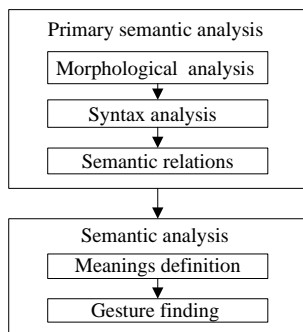 Primary semantic analysis
Morphological analysis
Syntax analysis
Semantic relations
Semantic analysis
Meanings definition
Gesture finding